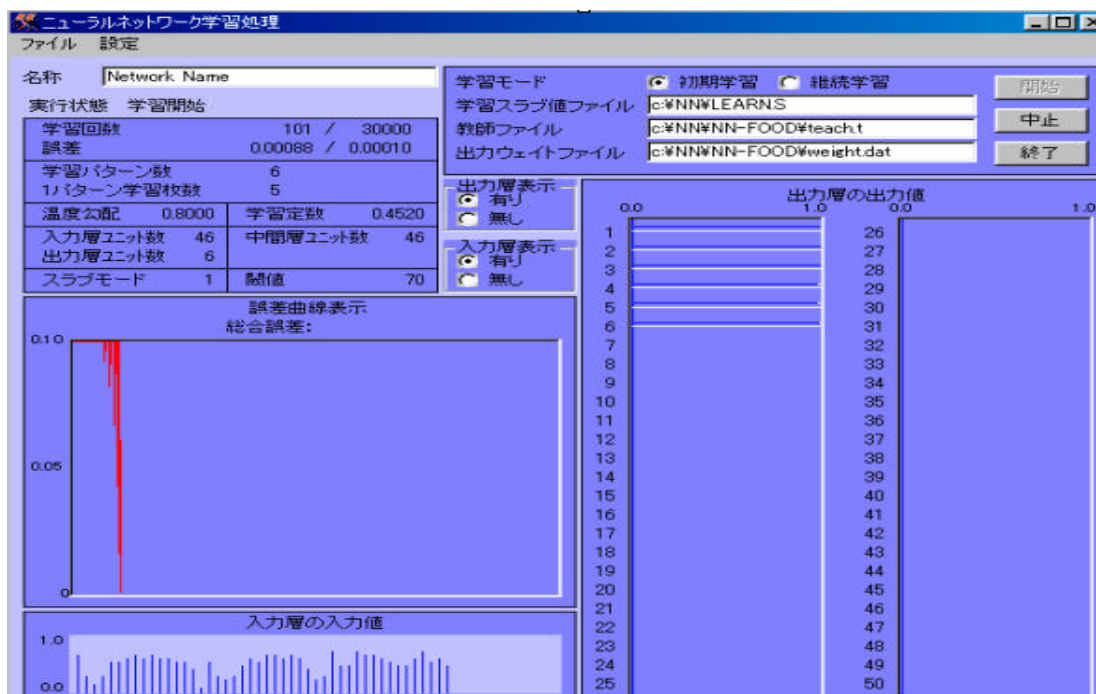 ニューラルネットワーク学習処理
ファイル 設定
名称 Network Name
実行状態 学習開始
学習回数 101 / 30000
誤差 0.00088 / 0.00010
学習パターン数 6
1パターン学習枚数 5
温度勾配 0.8000 学習定数 0.4520
入力層ユニット数 46 中間層ユニット数 46
出力層ユニット数 6
スラブモード 1 閾値 70
学習モード 初期学習 継続学習
学習スラブ値ファイル c:¥NN¥LEARN.S
教師ファイル c:¥NN¥NN-FOOD¥teach.t
出力ウェイトファイル c:¥NN¥NN-FOOD¥weight.dat
開始
中止
終了
出力層表示
有り
無し
入力層表示
有り
無し
誤差曲線表示
総合誤差:
0.10
0.05
0
入力層の入力値
1.0
0.0
出力層の出力値
0.0 1.0 0.0 1.0
1 26
2 27
3 28
4 29
5 30
6 31
7 32
8 33
9 34
10 35
11 36
12 37
13 38
14 39
15 40
16 41
17 42
18 43
19 44
20 45
21 46
22 47
23 48
24 49
25 50